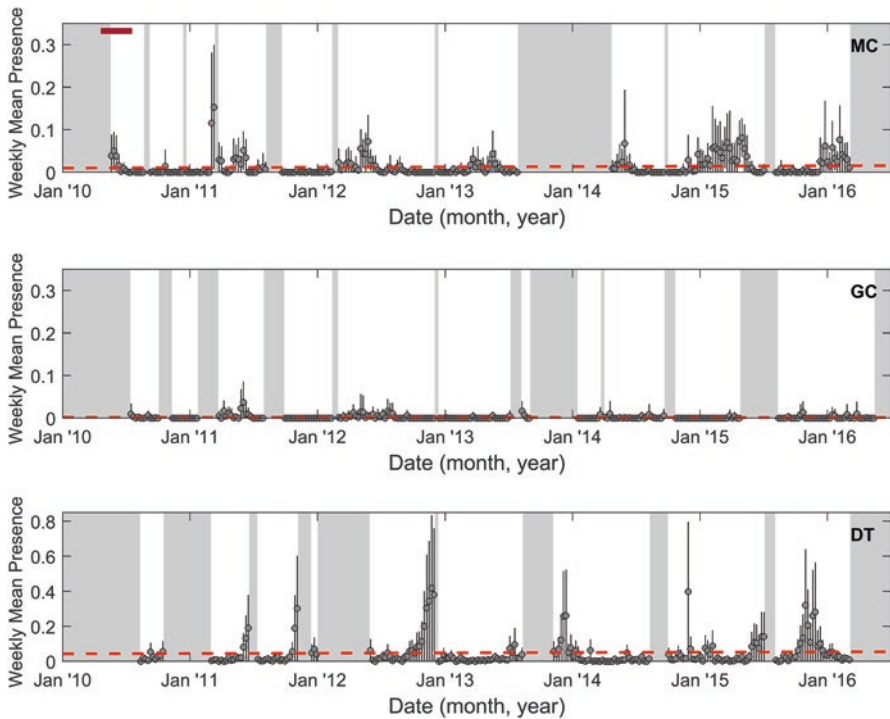 MC
Weekly Mean Presence
0.3
0.2
0.1
0
Jan '10 Jan '11 Jan '12 Jan '13 Jan '14 Jan '15 Jan '16
Date (month, year)
GC
Weekly Mean Presence
0.3
0.2
0.1
0
Jan '10 Jan '11 Jan '12 Jan '13 Jan '14 Jan '15 Jan '16
Date (month, year)
DT
Weekly Mean Presence
0.8
0.6
0.4
0.2
0
Jan '10 Jan '11 Jan '12 Jan '13 Jan '14 Jan '15 Jan '16
Date (month, year)